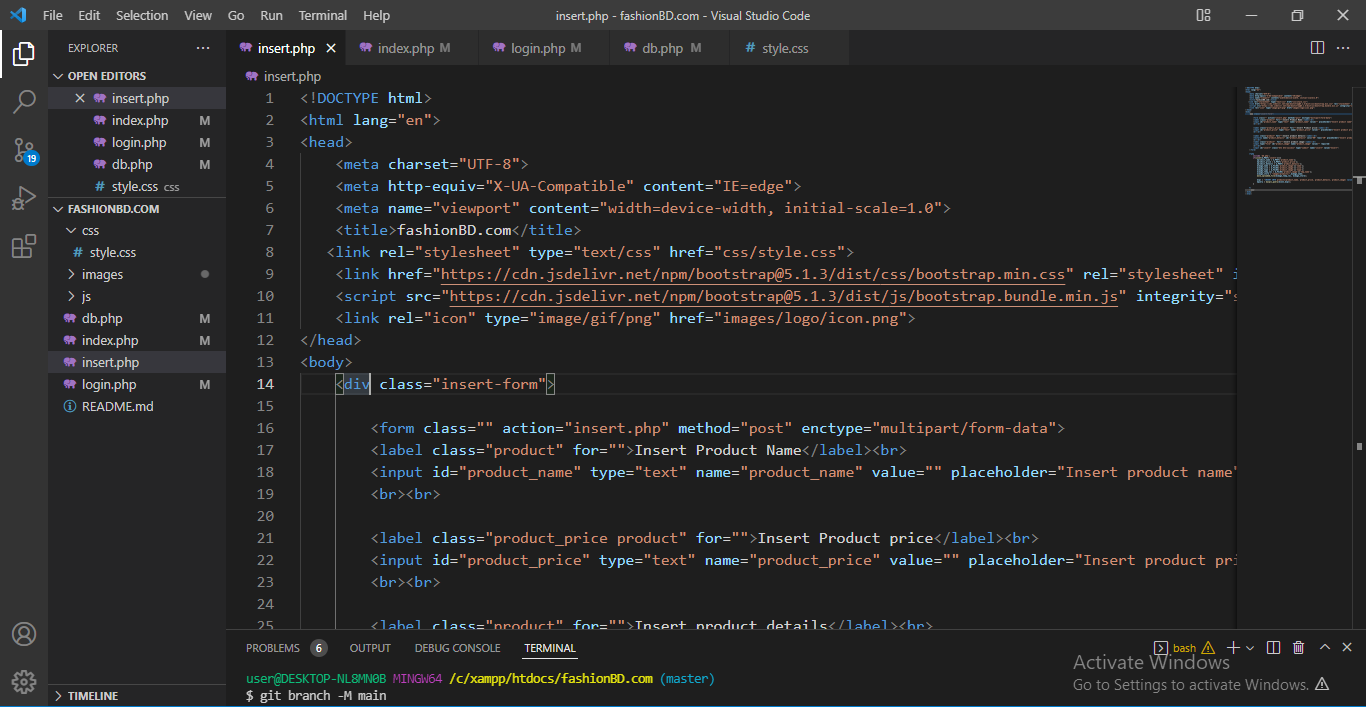 File Edit Selection View Go Run Terminal Help
insert.php - fashionBD.com - Visual Studio Code
EXPLORER
OPEN EDITORS
insert.php
index.php M
login.php M
db.php M
style.css css
FASHIONBD.COM
css
style.css
images
js
db.php M
index.php M
insert.php
login.php M
README.md
TIMELINE
19
insert.php index.php M login.php M db.php M style.css
insert.php
1 <!DOCTYPE html>
2 <html lang="en">
3 <head>
4 <meta charset="UTF-8">
5 <meta http-equiv="X-UA-Compatible" content="IE=edge">
6 <meta name="viewport" content="width=device-width, initial-scale=1.0">
7 <title>fashionBD.com</title>
8 <link rel="stylesheet" type="text/css" href="css/style.css">
9 <link href="https://cdn.jsdelivr.net/npm/bootstrap@5.1.3/dist/css/bootstrap.min.css" rel="stylesheet"
10 <script src="https://cdn.jsdelivr.net/npm/bootstrap@5.1.3/dist/js/bootstrap.bundle.min.js" integrity="s
11 <link rel="icon" type="image/gif/png" href="images/logo/icon.png">
12 </head>
13 <body>
14 <div class="insert-form">
15
16 <form class="" action="insert.php" method="post" enctype="multipart/form-data">
17 <label class="product" for="">Insert Product Name</label><br>
18 <input id="product_name" type="text" name="product_name" value="" placeholder="Insert product name"
19 <br><br>
20
21 <label class="product_price product" for="">Insert Product price</label><br>
22 <input id="product_price" type="text" name="product_price" value="" placeholder="Insert product pri
23 <br><br>
24
25 <label class="product" for="">Insert product details</label><br>
PROBLEMS 6 OUTPUT DEBUG CONSOLE TERMINAL
bash
user@DESKTOP-NL8MN0B MINGW64 /c/xampp/htdocs/fashionBD.com (master)
$ git branch -M main
Activate Windows
Go to Settings to activate Windows.